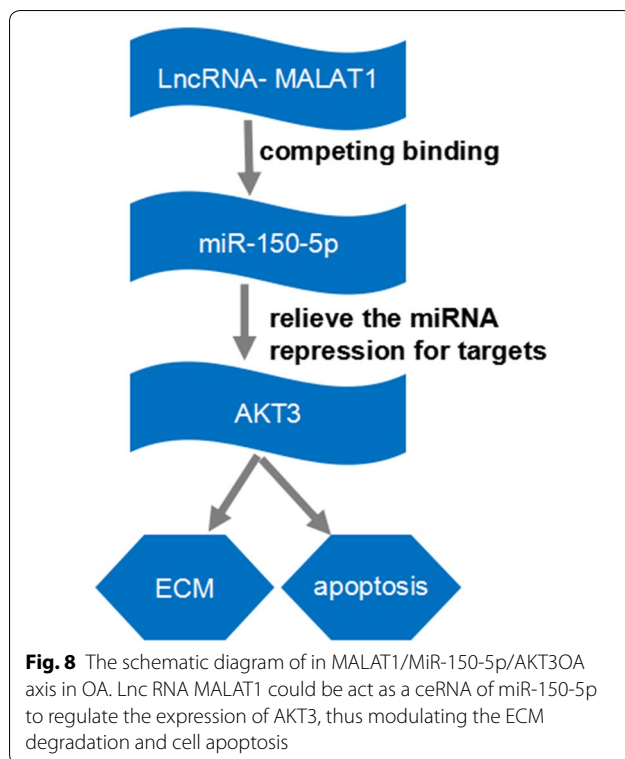 LncRNA- MALAT1
competing binding
miR-150-5p
relieve the miRNA
repression for targets
AKT3
ECM
apoptosis
Fig. 8 The schematic diagram of in MALAT1/MiR-150-5p/AKT3OA
axis in OA. Lnc RNA MALAT1 could be act as a ceRNA of miR-150-5p
to regulate the expression of AKT3, thus modulating the ECM
degradation and cell apoptosis